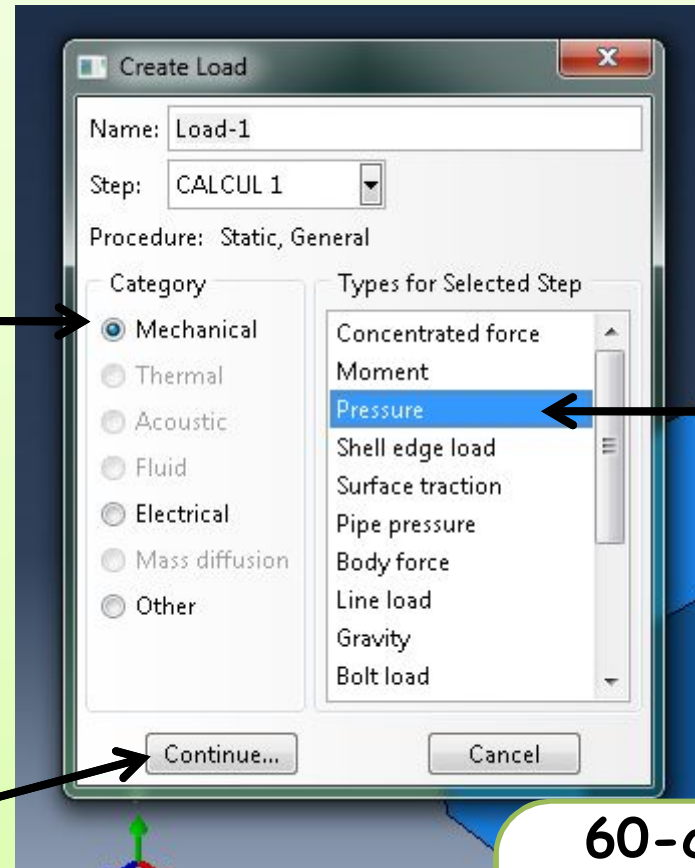 Create Load
Name: Load-1
Step: CALCUL 1
Procedure: Static, General
Category
Mechanical
Thermal
Acoustic
Fluid
Electrical
Mass diffusion
Other
Types for Selected Step
Concentrated force
Moment
Pressure
Shell edge load
Surface traction
Pipe pressure
Body force
Line load
Gravity
Bolt load
Continue... Cancel